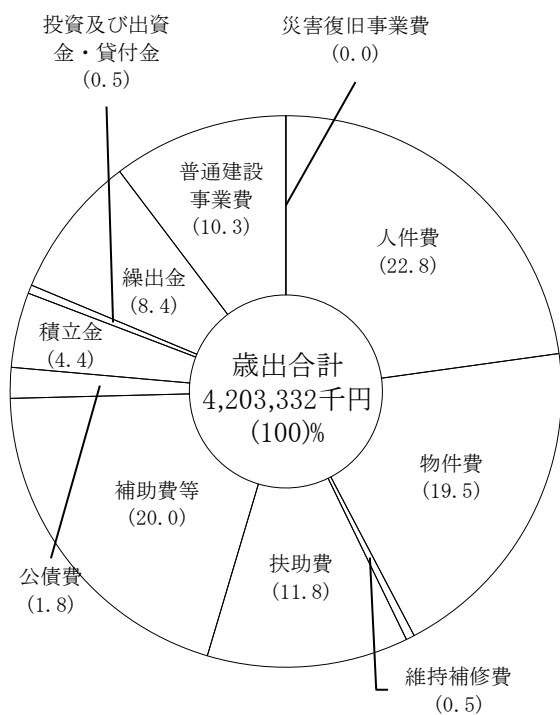 投資及び出資
金・貸付金
(0.5)
災害復旧事業費
(0.0)
普通建設
事業費
(10.3)
人件費
(22.8)
繰出金
(8.4)
積立金
(4.4)
歳出合計
4,203,332千円
(100)%
物件費
(19.5)
補助費等
(20.0)
扶助費
(11.8)
公債費
(1.8)
維持補修費
(0.5)